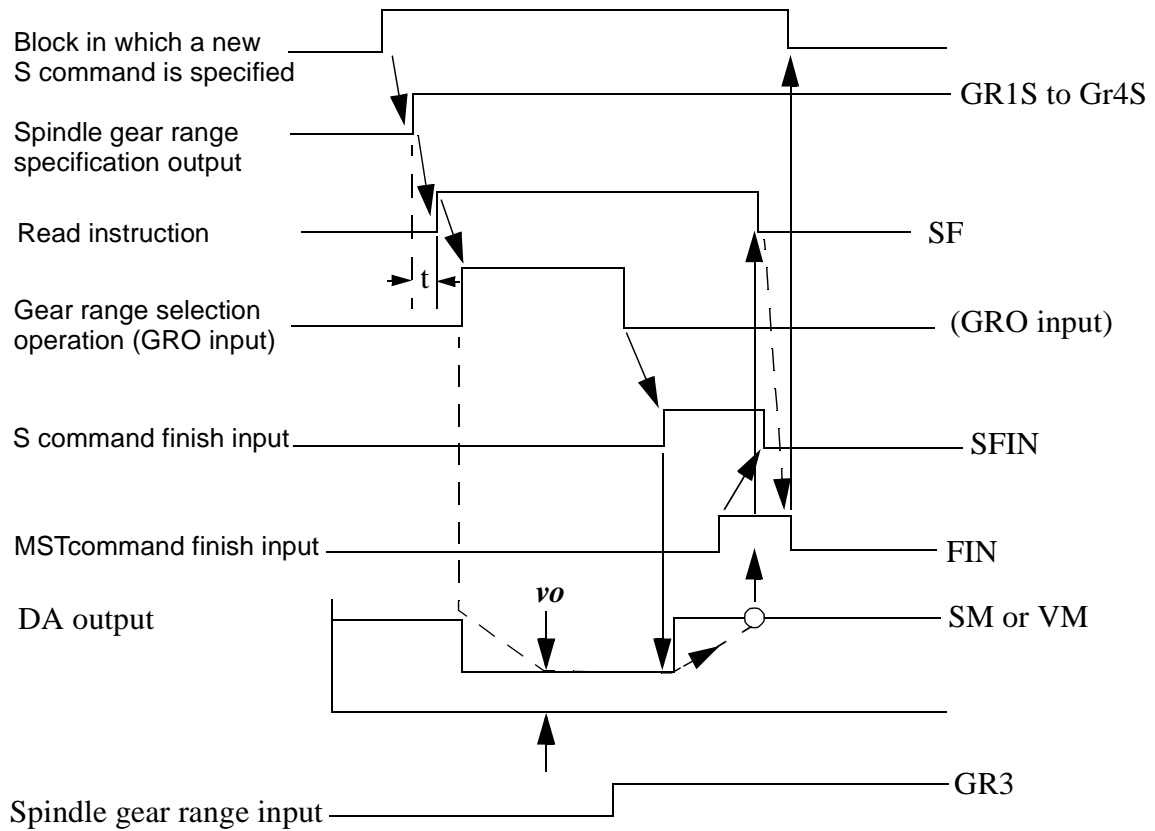 Block in which a new
S command is specified
GR1S to Gr4S
Spindle gear range
specification output
Read instruction
SF
t
Gear range selection
operation (GRO input)
(GRO input)
S command finish input
SFIN
MSTcommand finish input
FIN
vo
DA output
SM or VM
GR3
Spindle gear range input